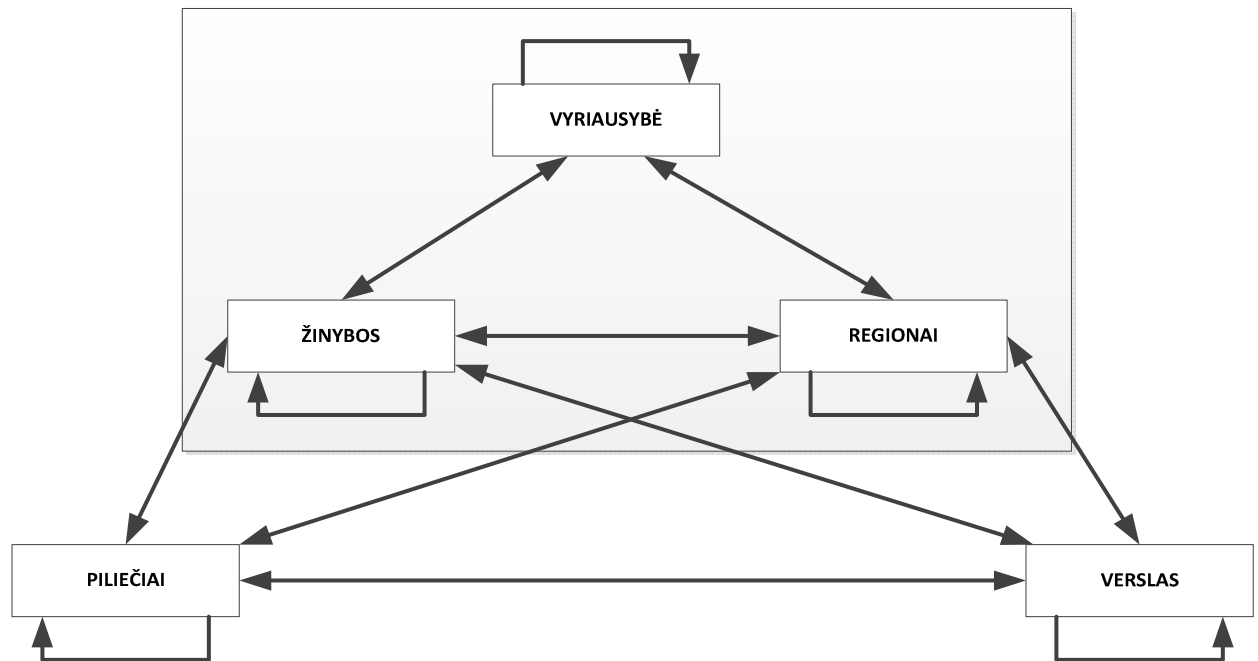 VYRIAUSYBĖ
ŽINYBOS
REGIONAI
PILIEČIAI
VERSLAS